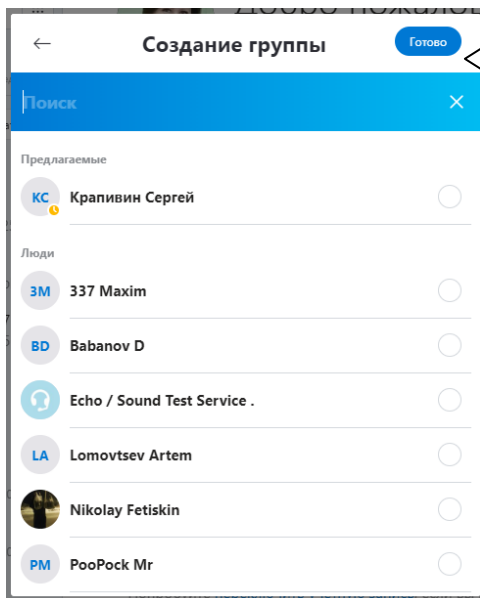 Создание группы
Готово
Поиск
Предлагаемые
КС Крапивин Сергей
Люди
3M 337 Maxim
BD Babanov D
Echo / Sound Test Service .
LA Lomovtsev Artem
Nikolay Fetiskin
PM PooPock Mr